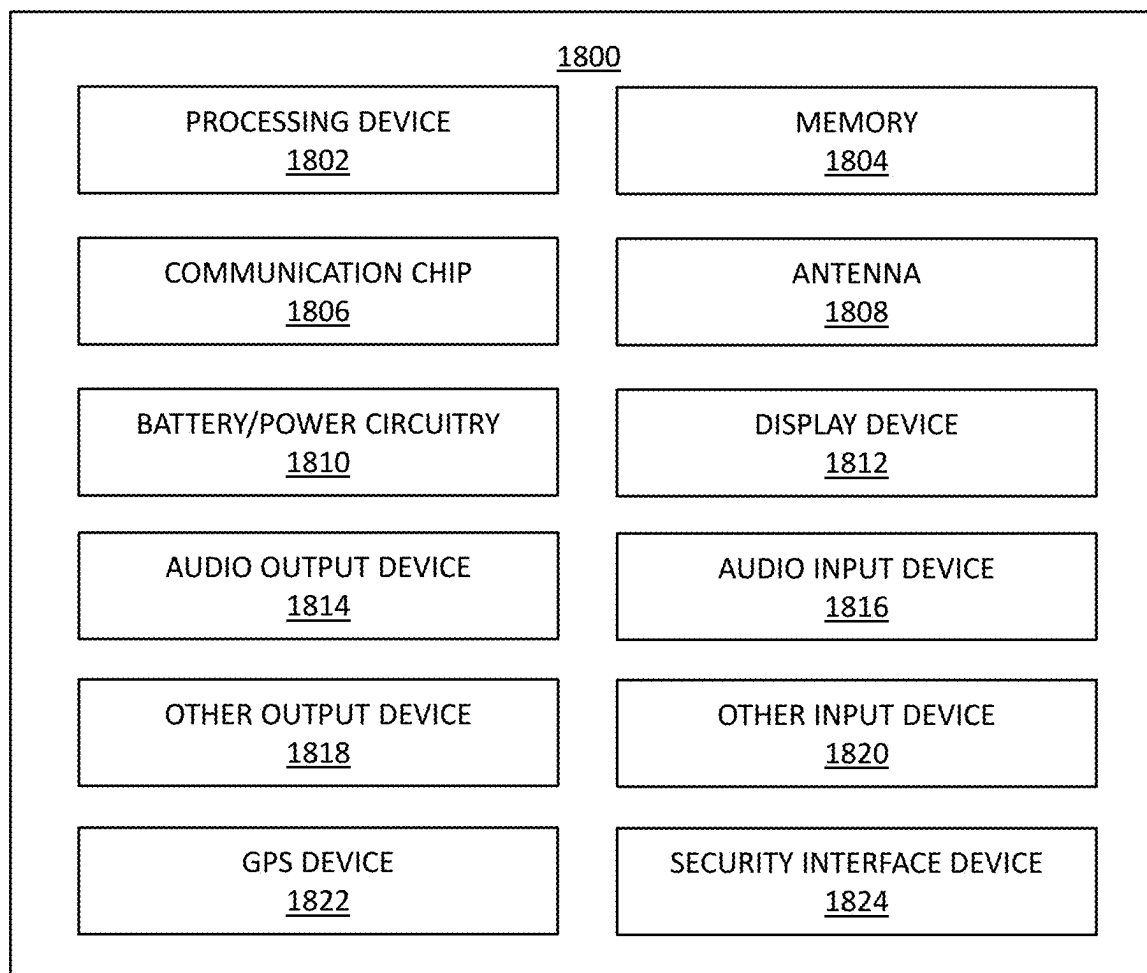 1800
PROCESSING DEVICE
1802
MEMORY
1804
COMMUNICATION CHIP
1806
ANTENNA
1808
BATTERY/POWER CIRCUITRY
1810
DISPLAY DEVICE
1812
AUDIO OUTPUT DEVICE
1814
AUDIO INPUT DEVICE
1816
OTHER OUTPUT DEVICE
1818
OTHER INPUT DEVICE
1820
GPS DEVICE
1822
SECURITY INTERFACE DEVICE
1824